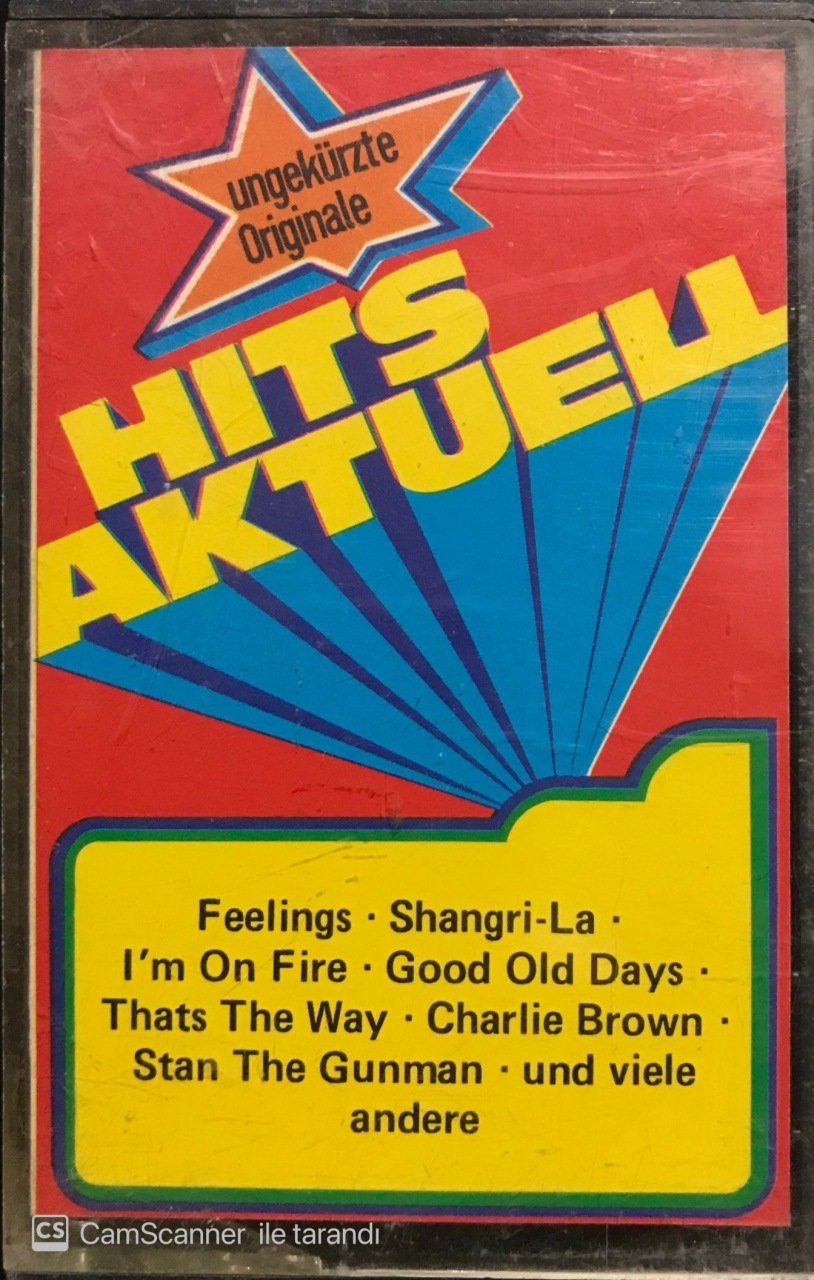 ungekürzte
Originale
HITS
AKTUELL
Feelings · Shangri-La ·
I'm On Fire · Good Old Days ·
Thats The Way · Charlie Brown ·
Stan The Gunman · und viele
andere
CS CamScanner ile tarandı